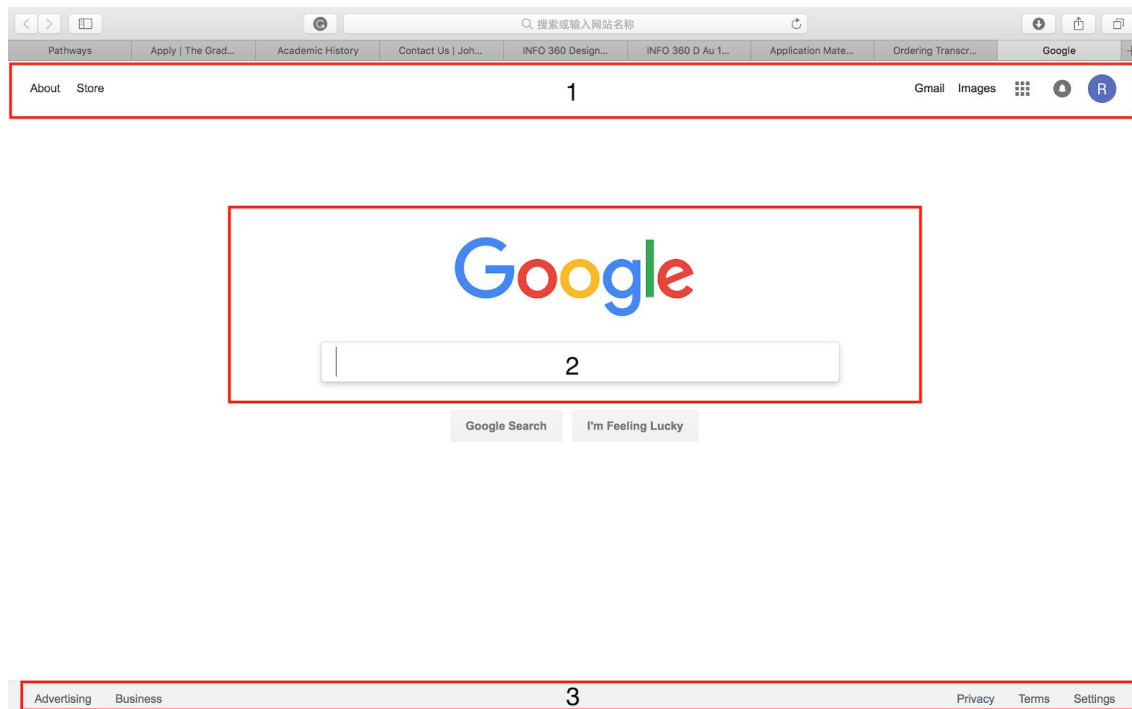 搜索或输入网站名称
Pathways Apply | The Grad... Academic History Contact Us | Joh... INFO 360 Design... INFO 360 D Au 1... Application Mate... Ordering Transcr... Google
About Store 1 Gmail Images R
Google
2
Google Search I'm Feeling Lucky
Advertising Business 3 Privacy Terms Settings